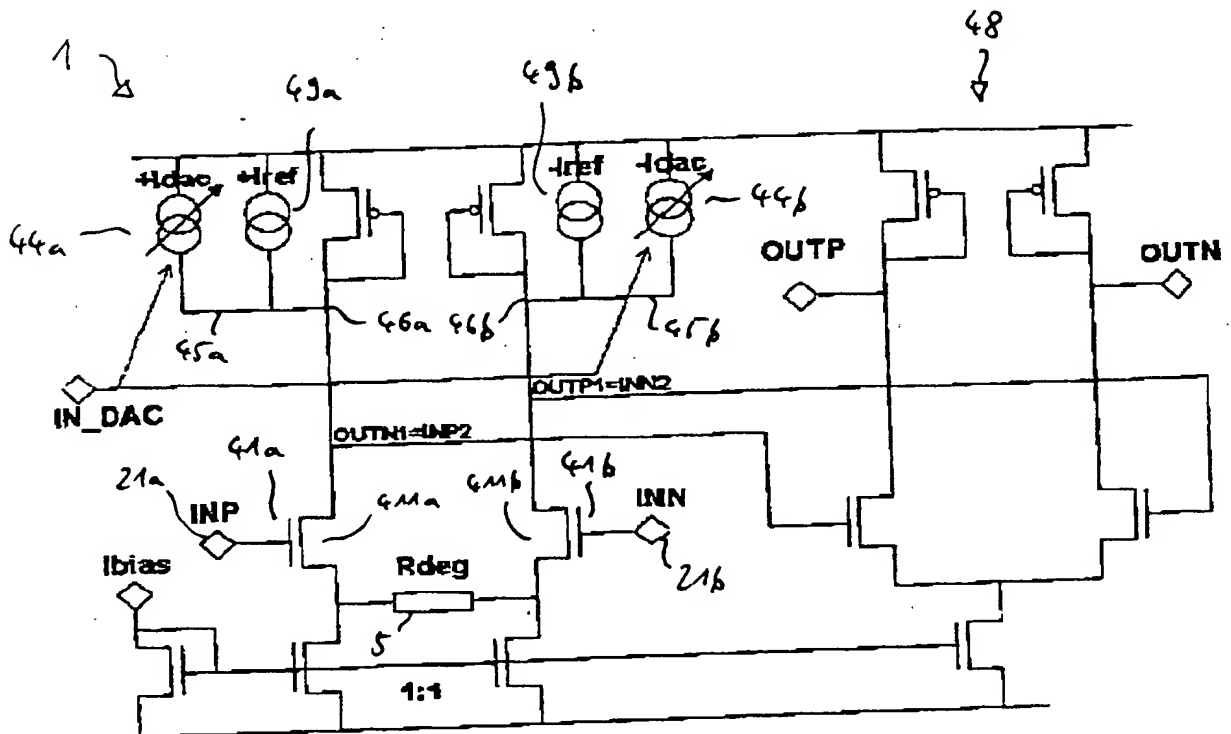 1
48
49a
49b
+Idac
+Iref
-Iref
-Idac
44a
44b
OUTP
OUTN
46a
46b
45a
45b
IN_DAC
OUTP1=INN2
OUTN1=INP2
41a
41b
21a
INP
411a
411b
INN
Ibias
Rdeg
21b
5
1:1